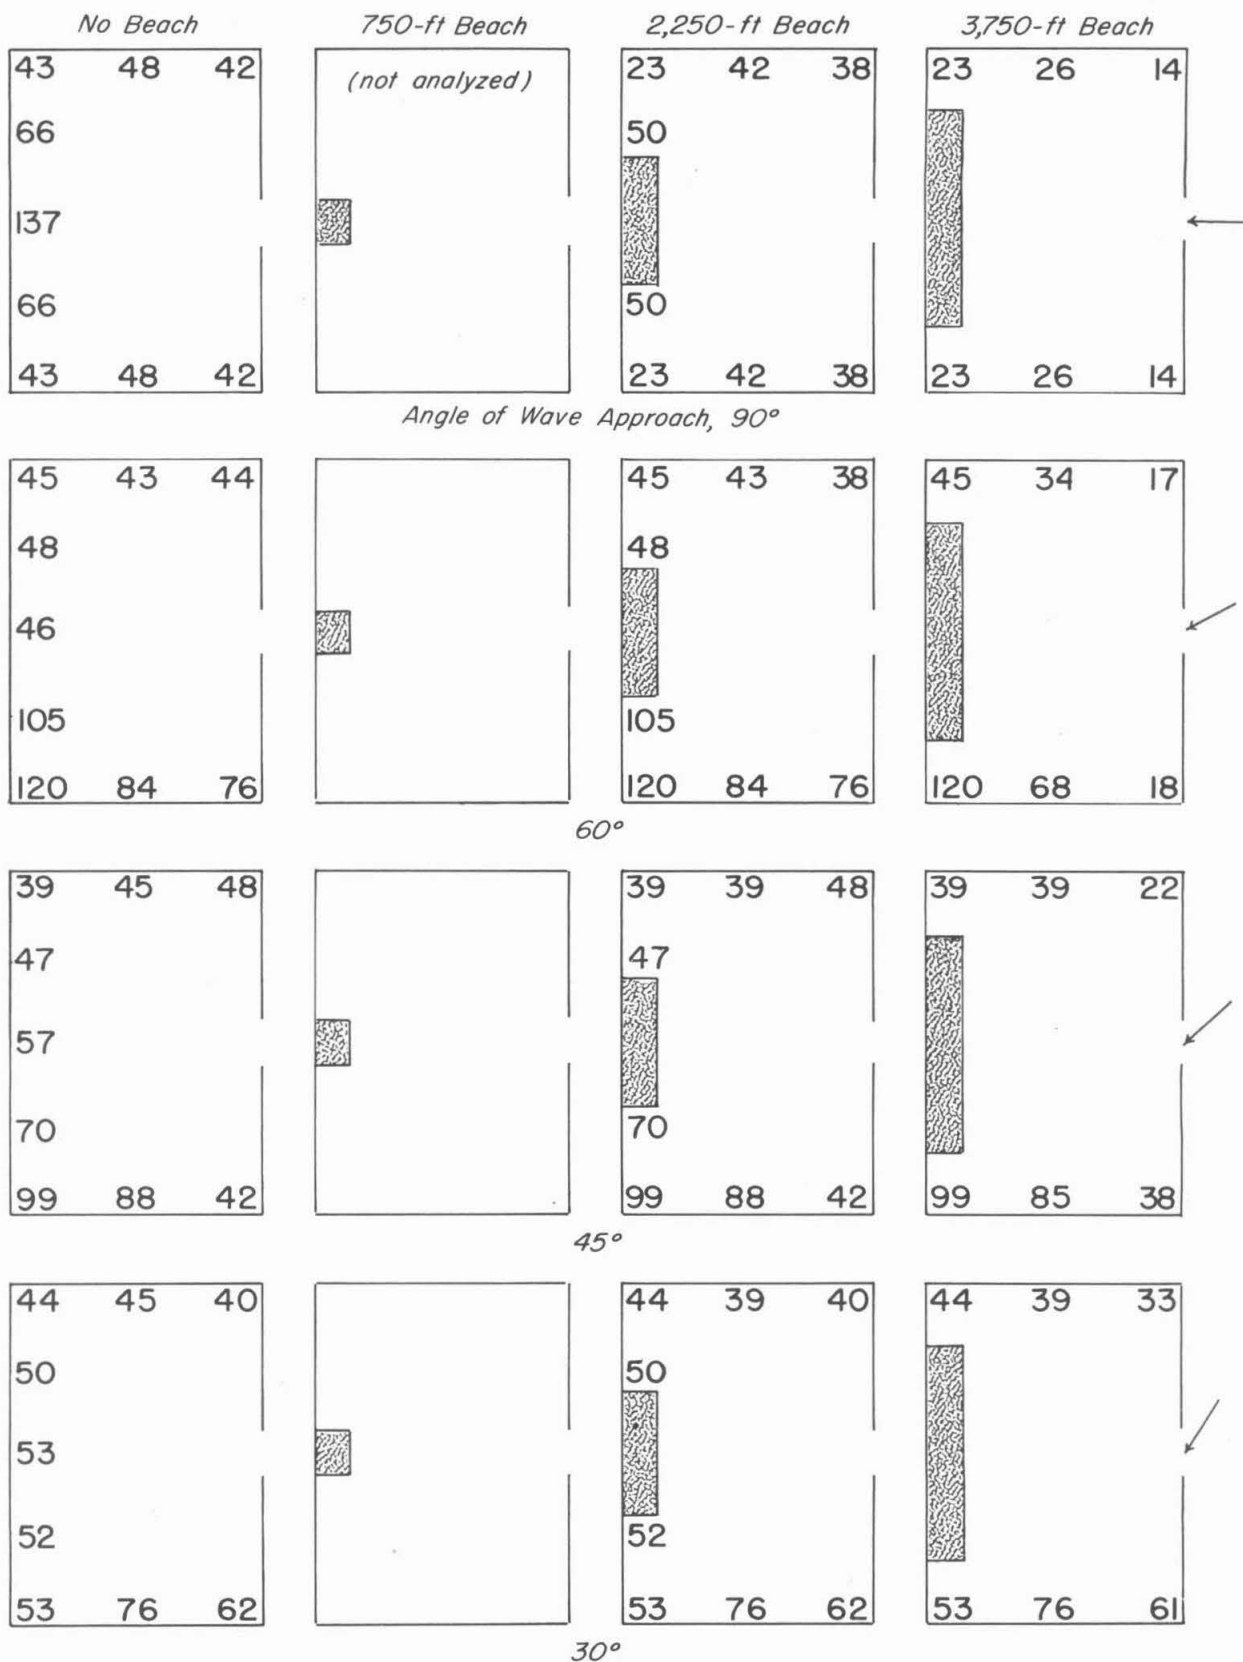 No Beach 750-ft Beach 2,250-ft Beach 3,750-ft Beach
43 48 42 (not analyzed) 23 42 38 23 26 14
66 50
137
66 50
43 48 42 23 42 38 23 26 14
Angle of Wave Approach, 90°
45 43 44 45 43 38 45 34 17
48 48
46
105 105
120 84 76 120 84 76 120 68 18
60°
39 45 48 39 39 48 39 39 22
47 47
57
70 70
99 88 42 99 88 42 99 85 38
45°
44 45 40 44 39 40 44 39 33
50 50
53
52 52
53 76 62 53 76 62 53 76 61
30°